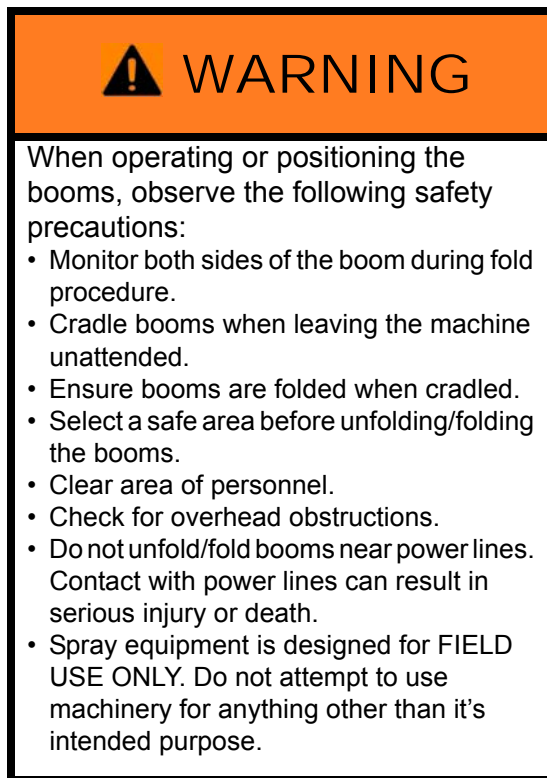 WARNING
When operating or positioning the
booms, observe the following safety
precautions:
• Monitor both sides of the boom during fold
procedure.
• Cradle booms when leaving the machine
unattended.
• Ensure booms are folded when cradled.
• Select a safe area before unfolding/folding
the booms.
• Clear area of personnel.
• Check for overhead obstructions.
• Do not unfold/fold booms near power lines.
Contact with power lines can result in
serious injury or death.
• Spray equipment is designed for FIELD
USE ONLY. Do not attempt to use
machinery for anything other than it’s
intended purpose.